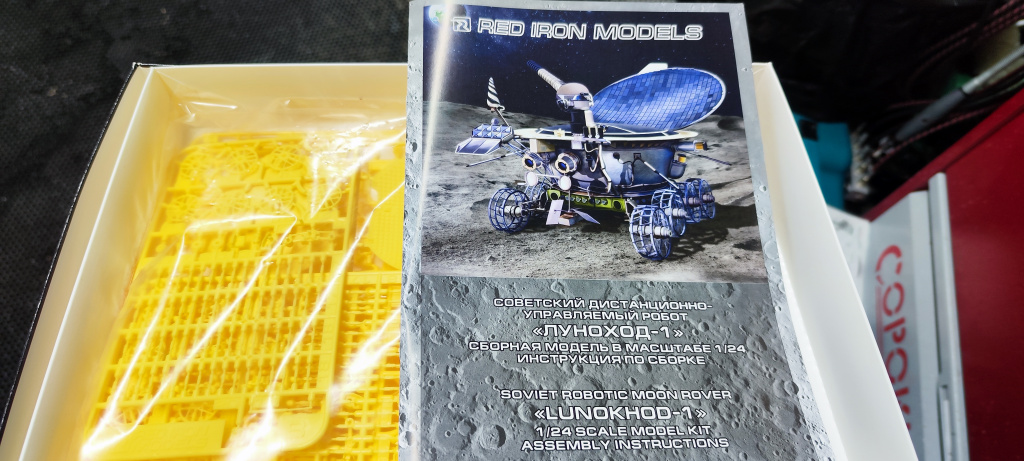 RED IRON MODELS
СОВЕТСКИЙ ДИСТАНЦИОННО-
УПРАВЛЯЕМЫЙ РОБОТ
«ЛУНОХОД-1»
СБОРНАЯ МОДЕЛЬ В МАСШТАБЕ 1/24
ИНСТРУКЦИЯ ПО СБОРКЕ
SOVIET ROBOTIC MOON ROVER
«LUNOKHOD-1»
1/24 SCALE MODEL KIT
ASSEMBLY INSTRUCTIONS